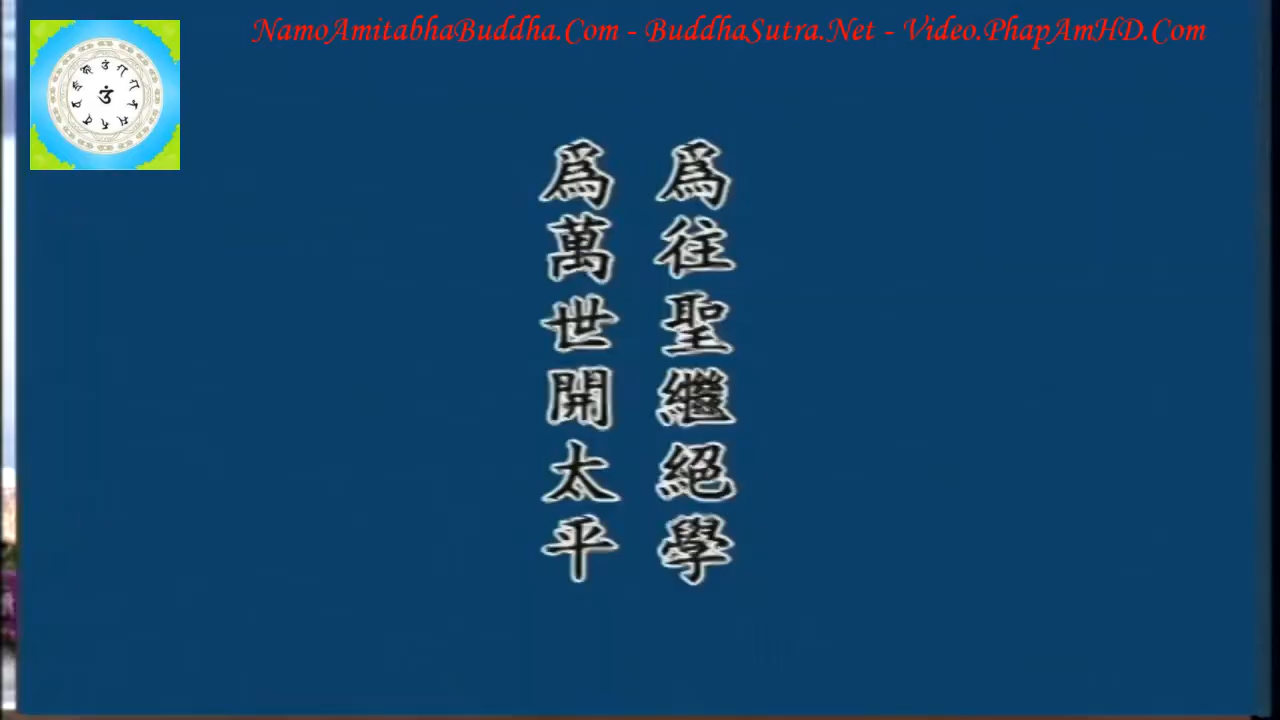 NamoAmitabhaBuddha.Com - BuddhaSutra.Net - Video.PhapAmHD.Com
爲往聖繼絕學
爲萬世開太平